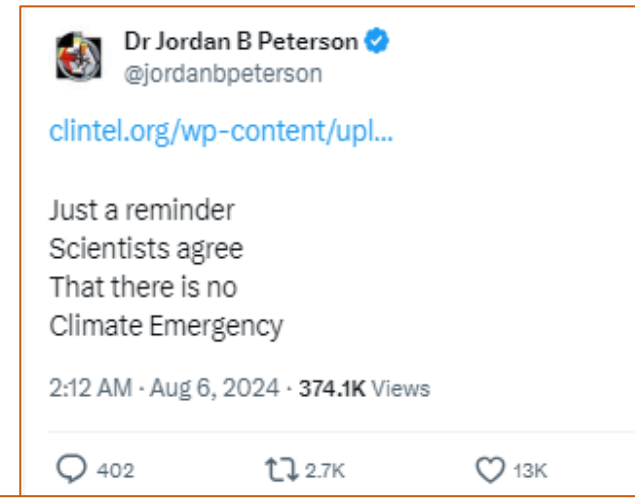 Dr Jordan B Peterson
@jordanbpeterson
clintel.org/wp-content/upl...
Just a reminder
Scientists agree
That there is no
Climate Emergency
2:12 AM · Aug 6, 2024 · 374.1K Views
402 2.7K 13K